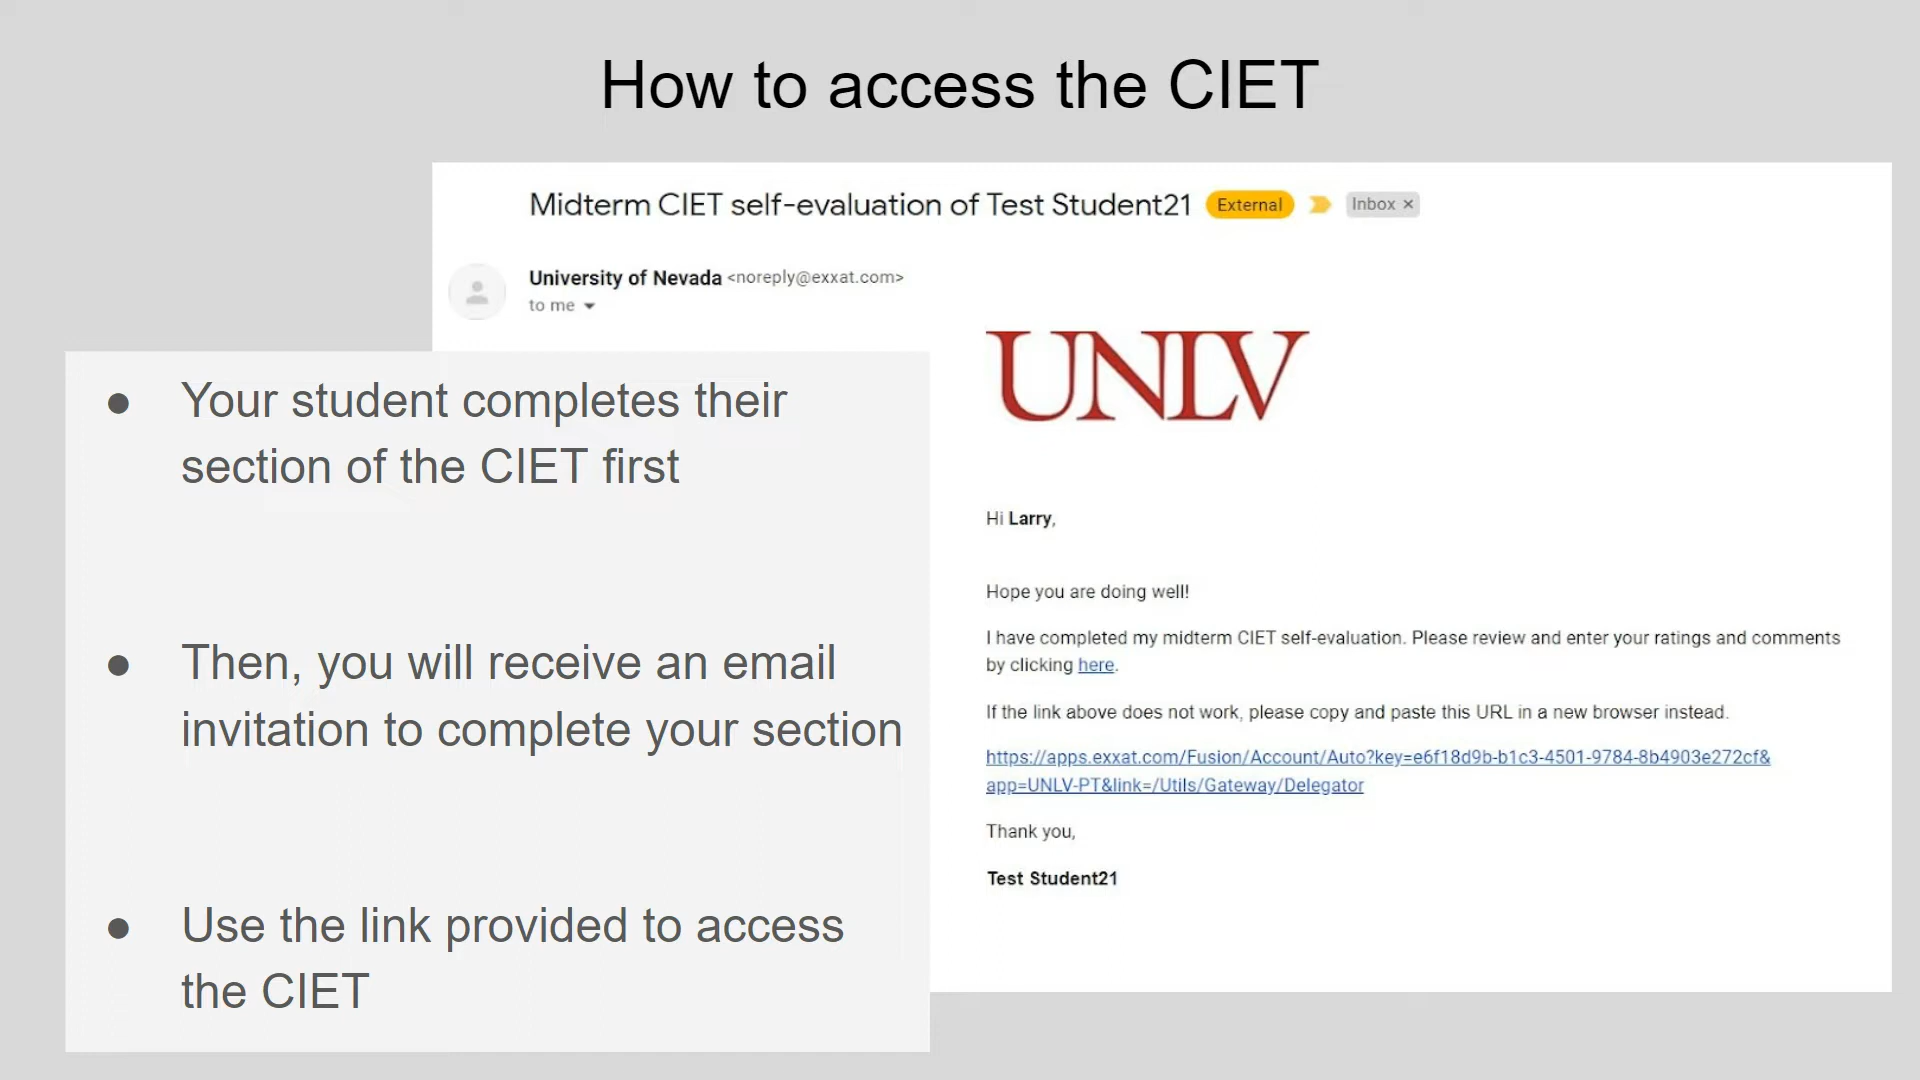 How to access the CIET
Midterm CIET self-evaluation of Test Student21 External Inbox ×
University of Nevada <noreply@exxat.com>
to me
UNLV
● Your student completes their
section of the CIET first
● Then, you will receive an email
invitation to complete your section
● Use the link provided to access
the CIET
Hi Larry,
Hope you are doing well!
I have completed my midterm CIET self-evaluation. Please review and enter your ratings and comments
by clicking here.
If the link above does not work, please copy and paste this URL in a new browser instead.
https://apps.exxat.com/Fusion/Account/Auto?key=e6f18d9b-b1c3-4501-9784-8b4903e272cf&
app=UNLV-PT&link=/Utils/Gateway/Delegator
Thank you,
Test Student21